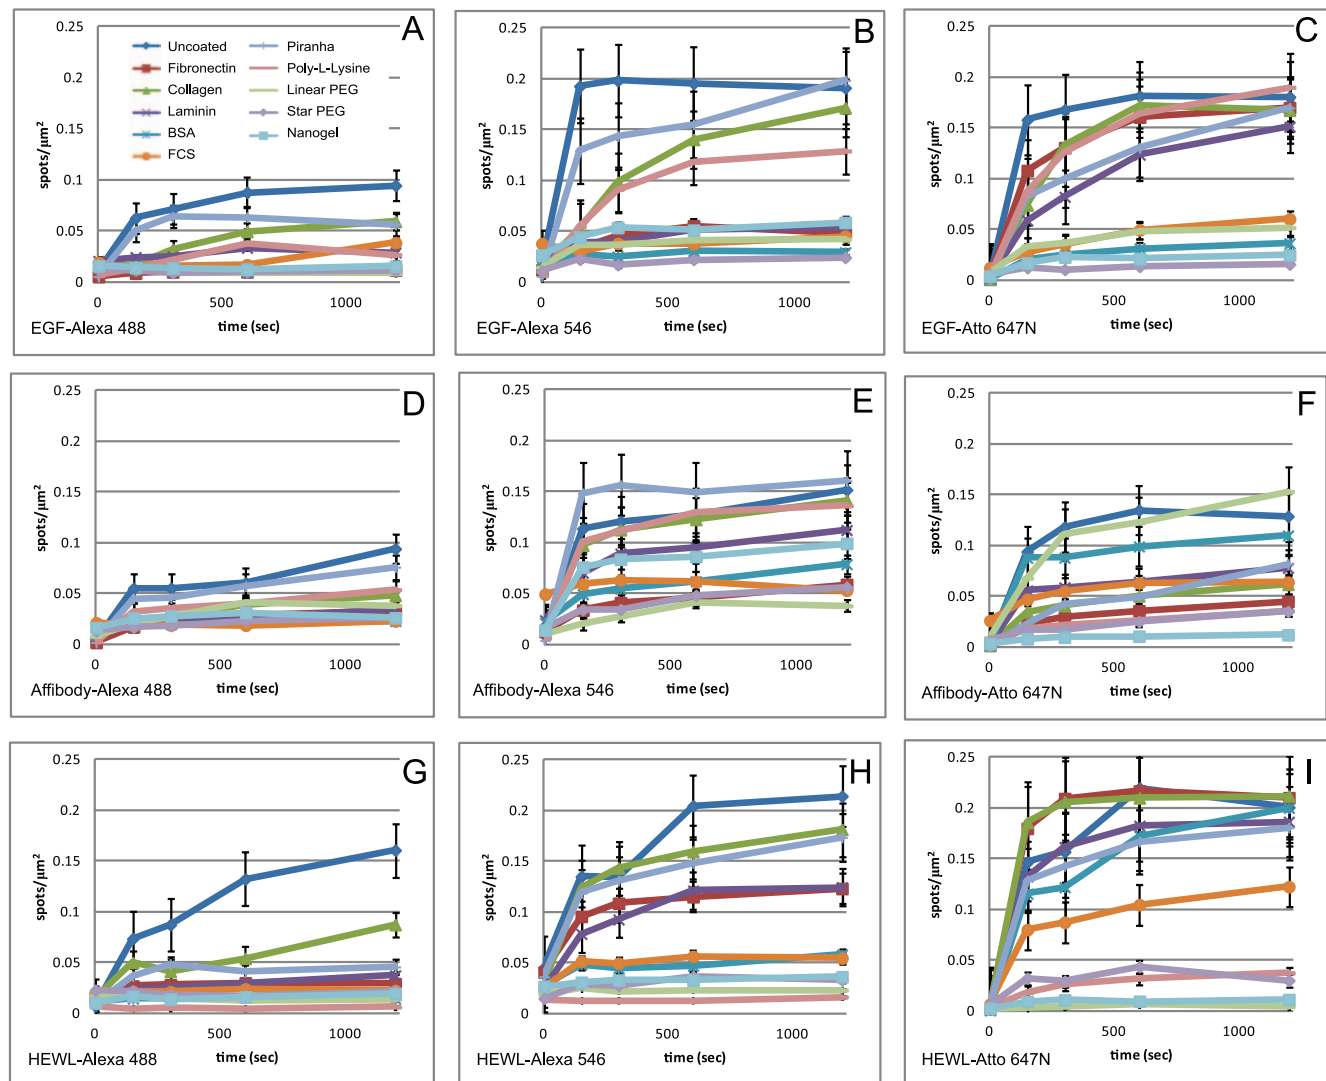 A
0.25
0.2
0.15
0.1
0.05
0
spots/μm²
Uncoated
Fibronectin
Collagen
Laminin
BSA
FCS
Piranha
Poly-L-Lysine
Linear PEG
Star PEG
Nanogel
0 500 1000
time (sec)
EGF-Alexa 488
B
0.25
0.2
0.15
0.1
0.05
0
spots/μm²
0 500 1000
time (sec)
EGF-Alexa 546
C
0.25
0.2
0.15
0.1
0.05
0
spots/μm²
0 500 1000
time (sec)
EGF-Atto 647N
D
0.25
0.2
0.15
0.1
0.05
0
spots/μm²
0 500 1000
time (sec)
Affibody-Alexa 488
E
0.25
0.2
0.15
0.1
0.05
0
spots/μm²
0 500 1000
time (sec)
Affibody-Alexa 546
F
0.25
0.2
0.15
0.1
0.05
0
spots/μm²
0 500 1000
time (sec)
Affibody-Atto 647N
G
0.25
0.2
0.15
0.1
0.05
0
spots/μm²
0 500 1000
time (sec)
HEWL-Alexa 488
H
0.25
0.2
0.15
0.1
0.05
0
spots/μm²
0 500 1000
time (sec)
HEWL-Alexa 546
I
0.25
0.2
0.15
0.1
0.05
0
spots/μm²
0 500 1000
time (sec)
HEWL-Atto 647N